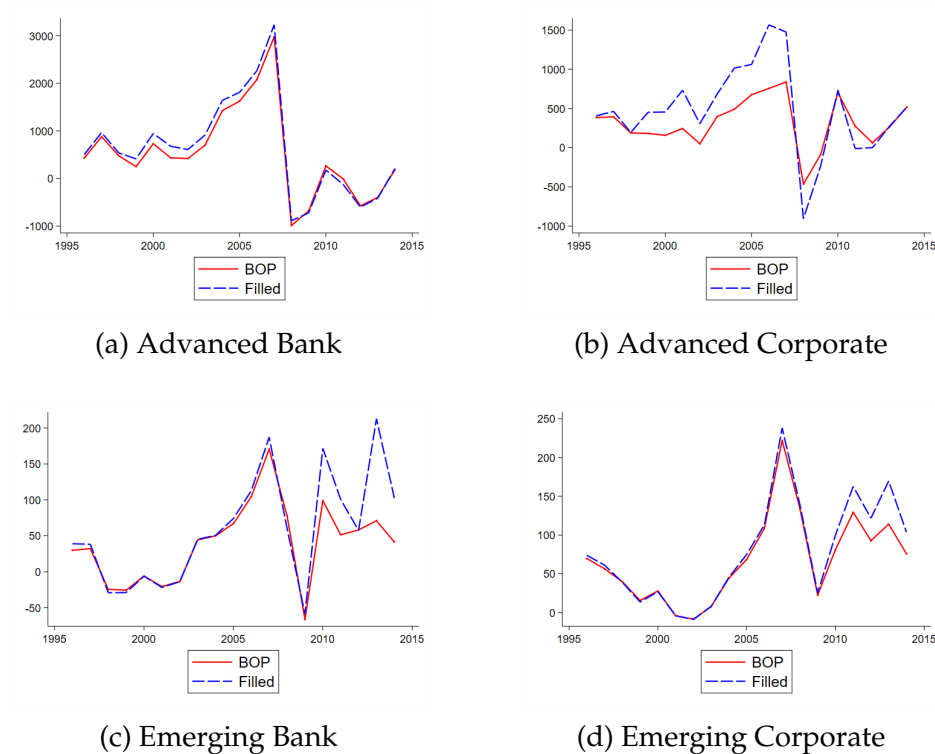 3000
2000
1000
0
-1000
1995 2000 2005 2010 2015
BOP
Filled
(a) Advanced Bank
1500
1000
500
0
-500
-1000
1995 2000 2005 2010 2015
BOP
Filled
(b) Advanced Corporate
200
150
100
50
0
-50
1995 2000 2005 2010 2015
BOP
Filled
(c) Emerging Bank
250
200
150
100
50
0
1995 2000 2005 2010 2015
BOP
Filled
(d) Emerging Corporate